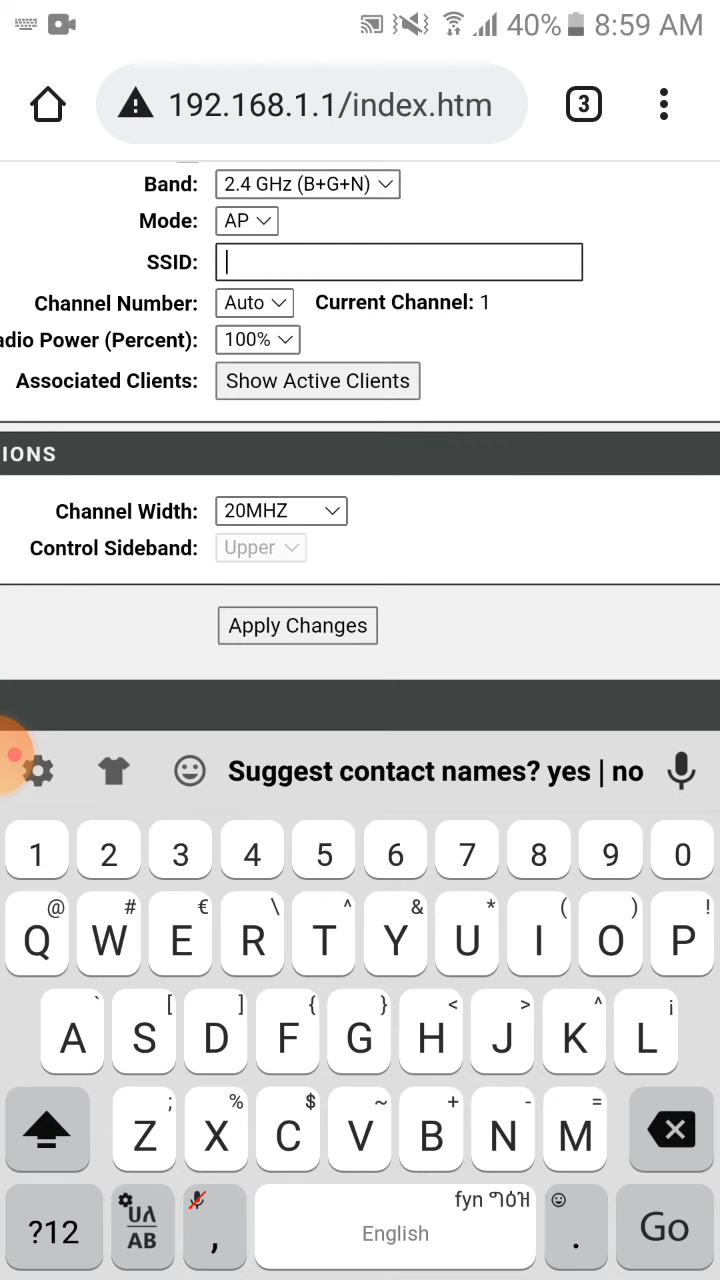 40% 8:59 AM
192.168.1.1/index.htm 3
Band: 2.4 GHz (B+G+N)
Mode: AP
SSID:
Channel Number: Auto Current Channel: 1
adio Power (Percent): 100%
Associated Clients: Show Active Clients
IONS
Channel Width: 20MHZ
Control Sideband: Upper
Apply Changes
Suggest contact names? yes | no
1 2 3 4 5 6 7 8 9 0
@ # € \ ^ & * ( ) !
Q W E R T Y U I O P
` [ ] { } < > ^ ¡
A S D F G H J K L
; % $ ~ + - =
Z X C V B N M
?12 AB , English . Go